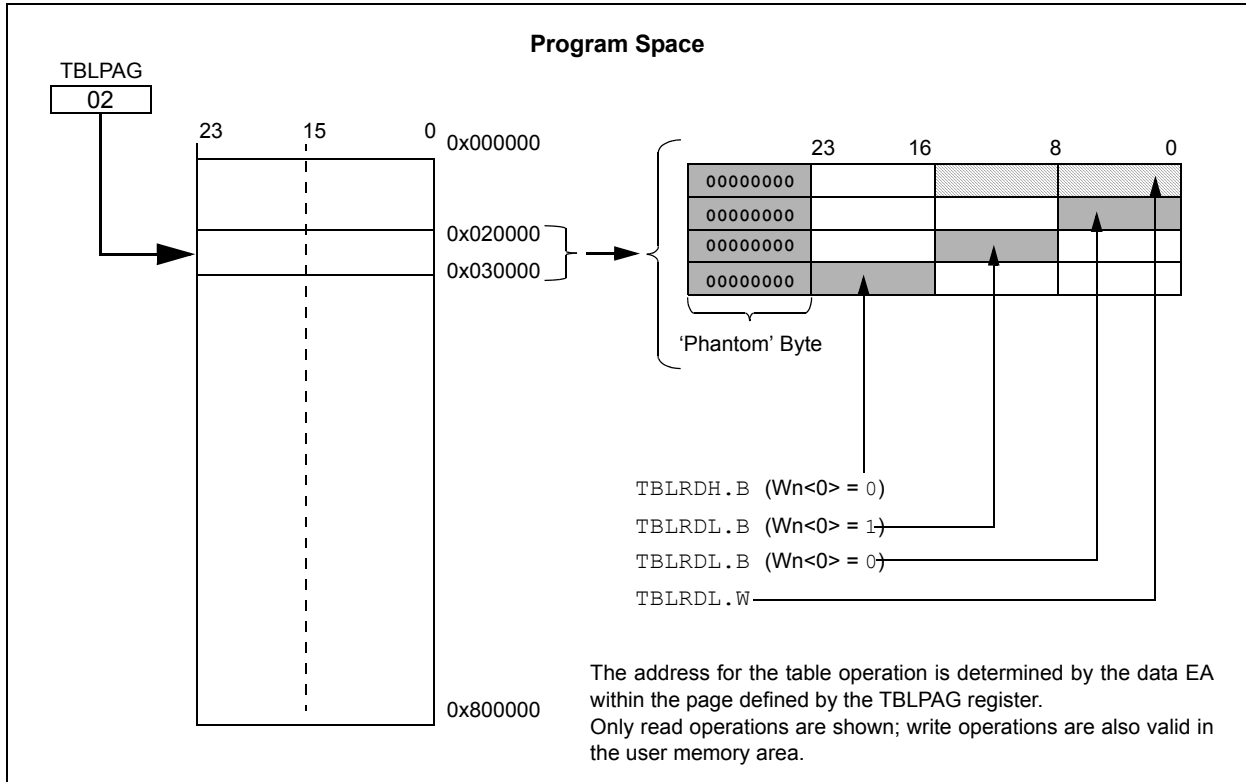 Program Space
TBLPAG
02
23 15 0
0x000000
0x020000
0x030000
0x800000
23 16 8 0
00000000
00000000
00000000
00000000
‘Phantom’ Byte
TBLRDH.B (Wn<0> = 0)
TBLRDL.B (Wn<0> = 1)
TBLRDL.B (Wn<0> = 0)
TBLRDL.W
The address for the table operation is determined by the data EA
within the page defined by the TBLPAG register.
Only read operations are shown; write operations are also valid in
the user memory area.